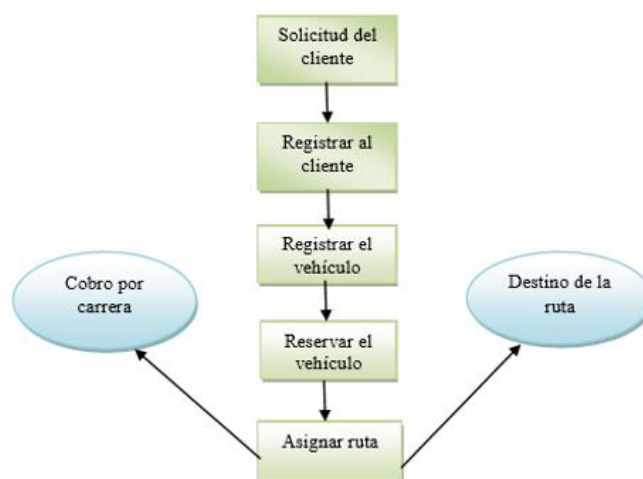 Solicitud del
cliente
Registrar al
cliente
Registrar el
vehículo
Cobro por
carrera
Destino de la
ruta
Reservar el
vehículo
Asignar ruta